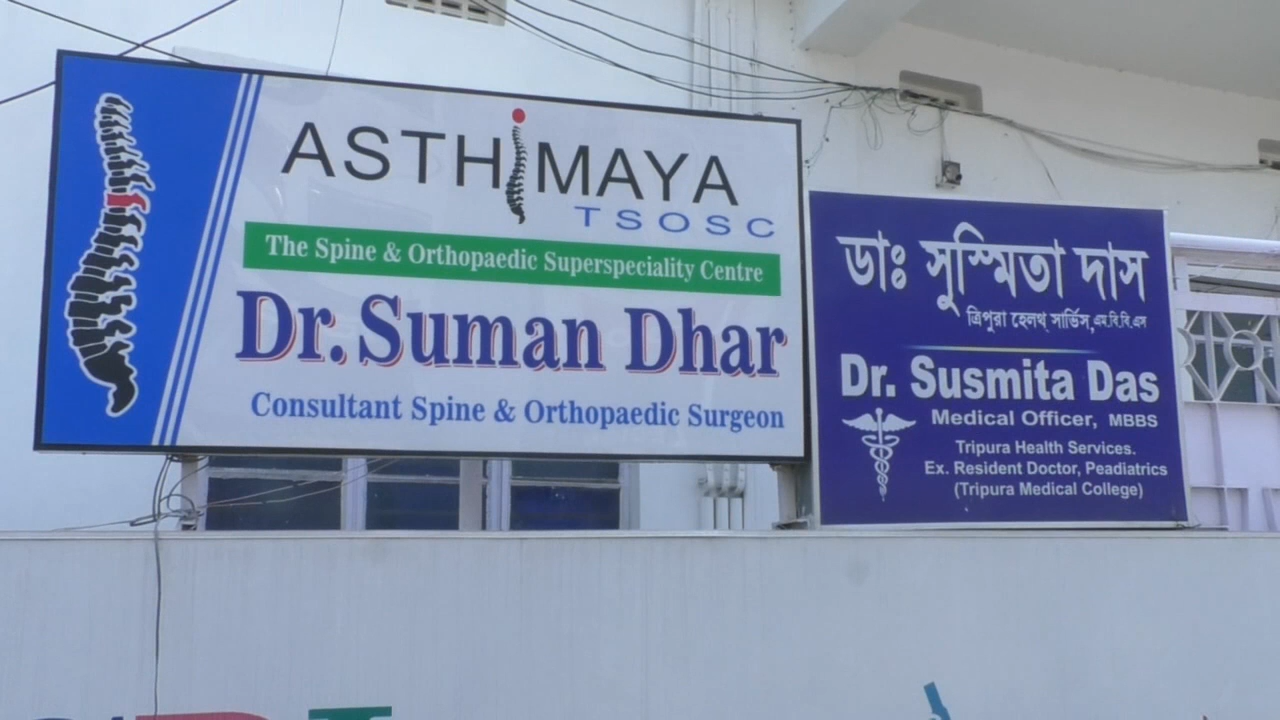 ASTHIMAYA
TSOSC
The Spine & Orthopaedic Superspeciality Centre
Dr. Suman Dhar
Consultant Spine & Orthopaedic Surgeon
ডাঃ সুস্মিতা দাস
ত্রিপুরা হেলথ্ সার্ভিস, এম.বি.বি.এস
Dr. Susmita Das
Medical Officer, MBBS
Tripura Health Services.
Ex. Resident Doctor, Peadiatrics
(Tripura Medical College)